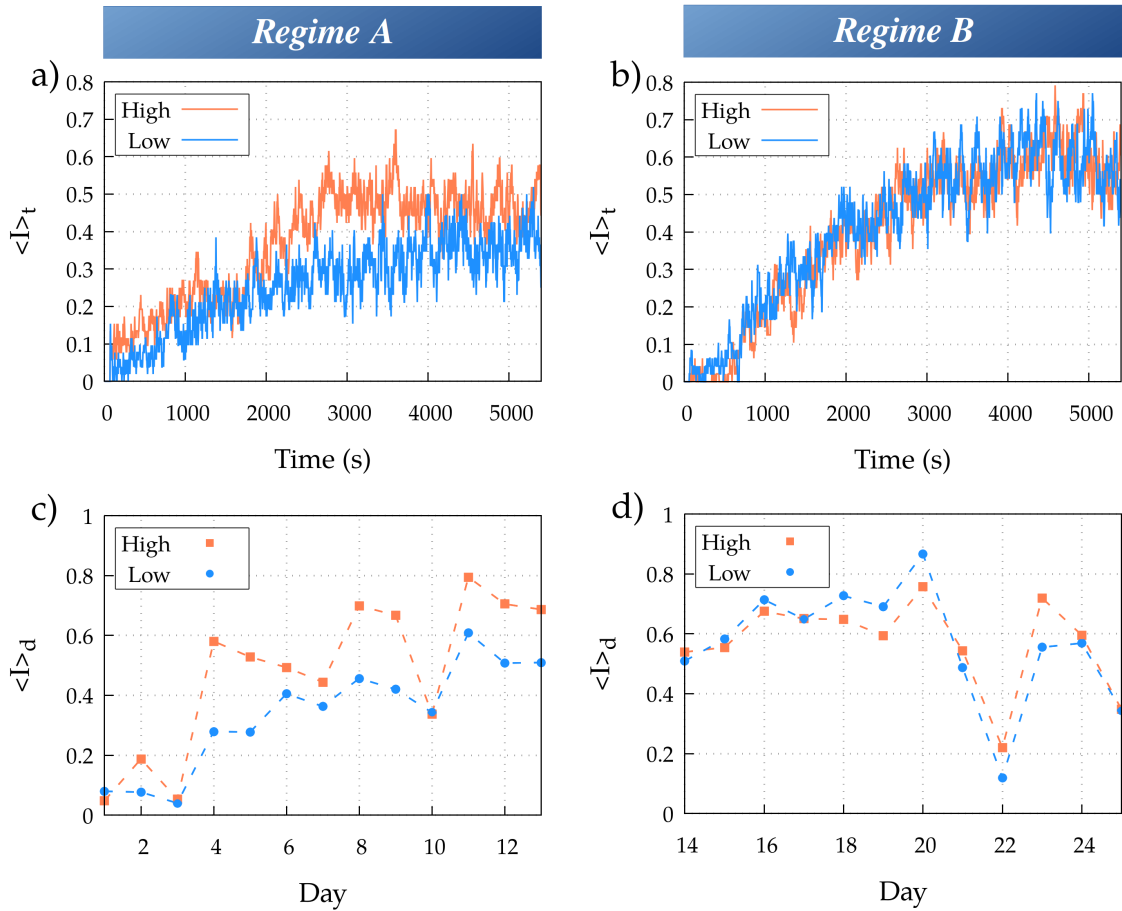 Regime A
Regime B
a)
b)
0.8
0.7
0.6
0.5
0.4
0.3
0.2
0.1
0
High
Low
<I>t
0 1000 2000 3000 4000 5000
Time (s)
0.8
0.7
0.6
0.5
0.4
0.3
0.2
0.1
0
High
Low
<I>t
0 1000 2000 3000 4000 5000
Time (s)
c)
1
0.8
0.6
0.4
0.2
0
High
Low
<I>d
2 4 6 8 10 12
Day
d)
1
0.8
0.6
0.4
0.2
0
High
Low
<I>d
14 16 18 20 22 24
Day